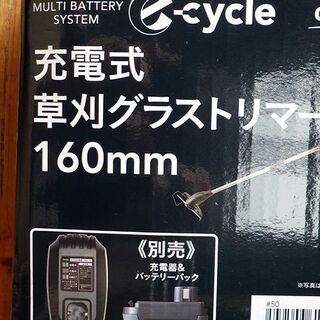 MULTI BATTERY
SYSTEM
e-cycle
充電式
草刈グラストリマー
160mm
《別売》
充電器&
バッテリーパック
※写真は
#50